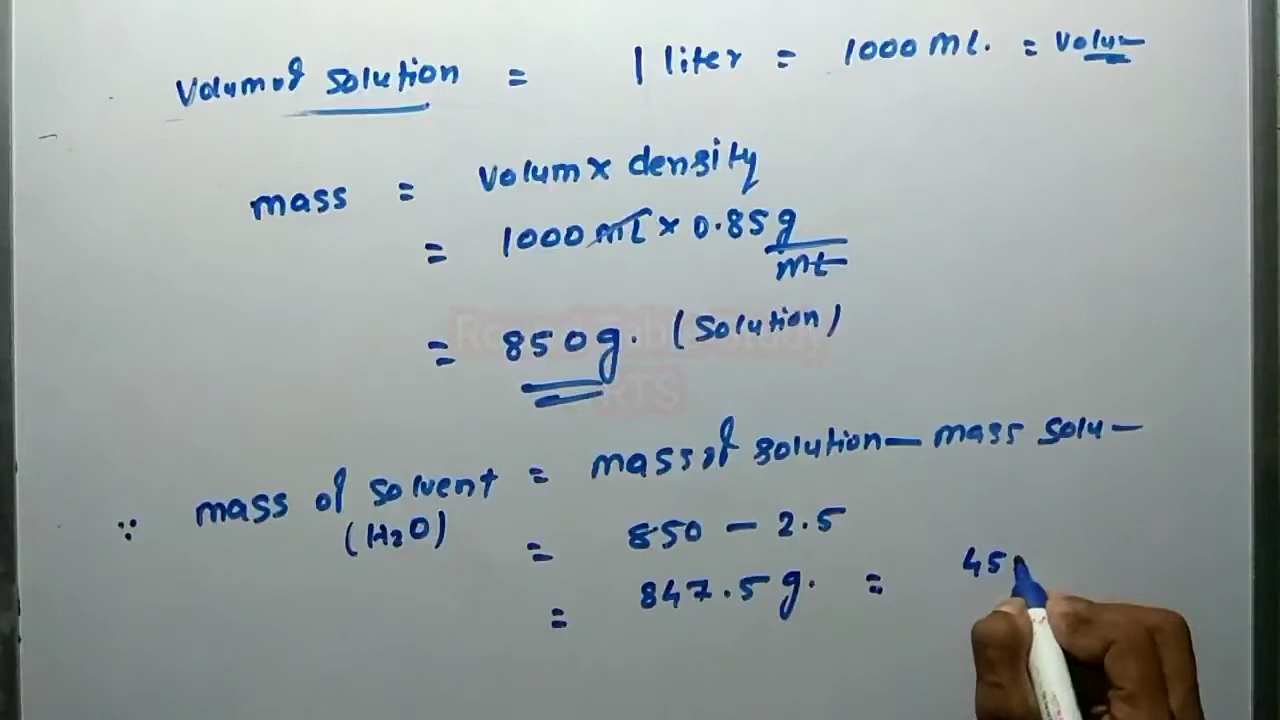 Volum of solution = 1 liter = 1000 ml. = Volum
mass = Volum x density
= 1000 ml x 0.85 g/ml
= 850 g. (solution)
∵ mass of solvent = mass of solution — mass solu—
(H2O)
= 850 — 2.5
= 847.5 g. = 45